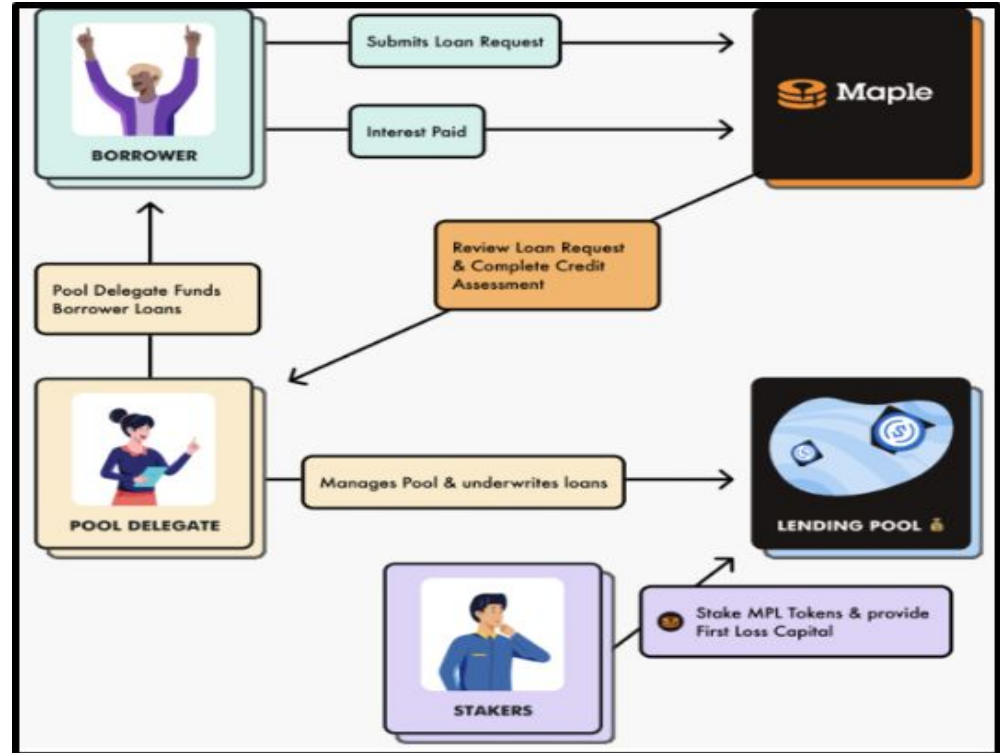 Submits Loan Request
Maple
Interest Paid
BORROWER
Review Loan Request
& Complete Credit
Assessment
Pool Delegate Funds
Borrower Loans
Manages Pool & underwrites loans
POOL DELEGATE
LENDING POOL
Stake MPL Tokens & provide
First Loss Capital
STAKERS